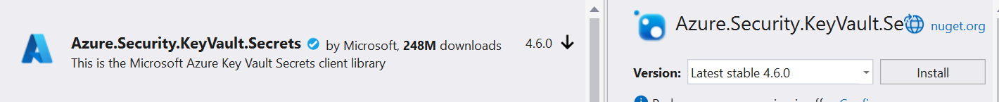 Azure.Security.KeyVault.Secrets by Microsoft, 248M downloads 4.6.0
This is the Microsoft Azure Key Vault Secrets client library
Azure.Security.KeyVault.Se nuget.org
Version: Latest stable 4.6.0 Install